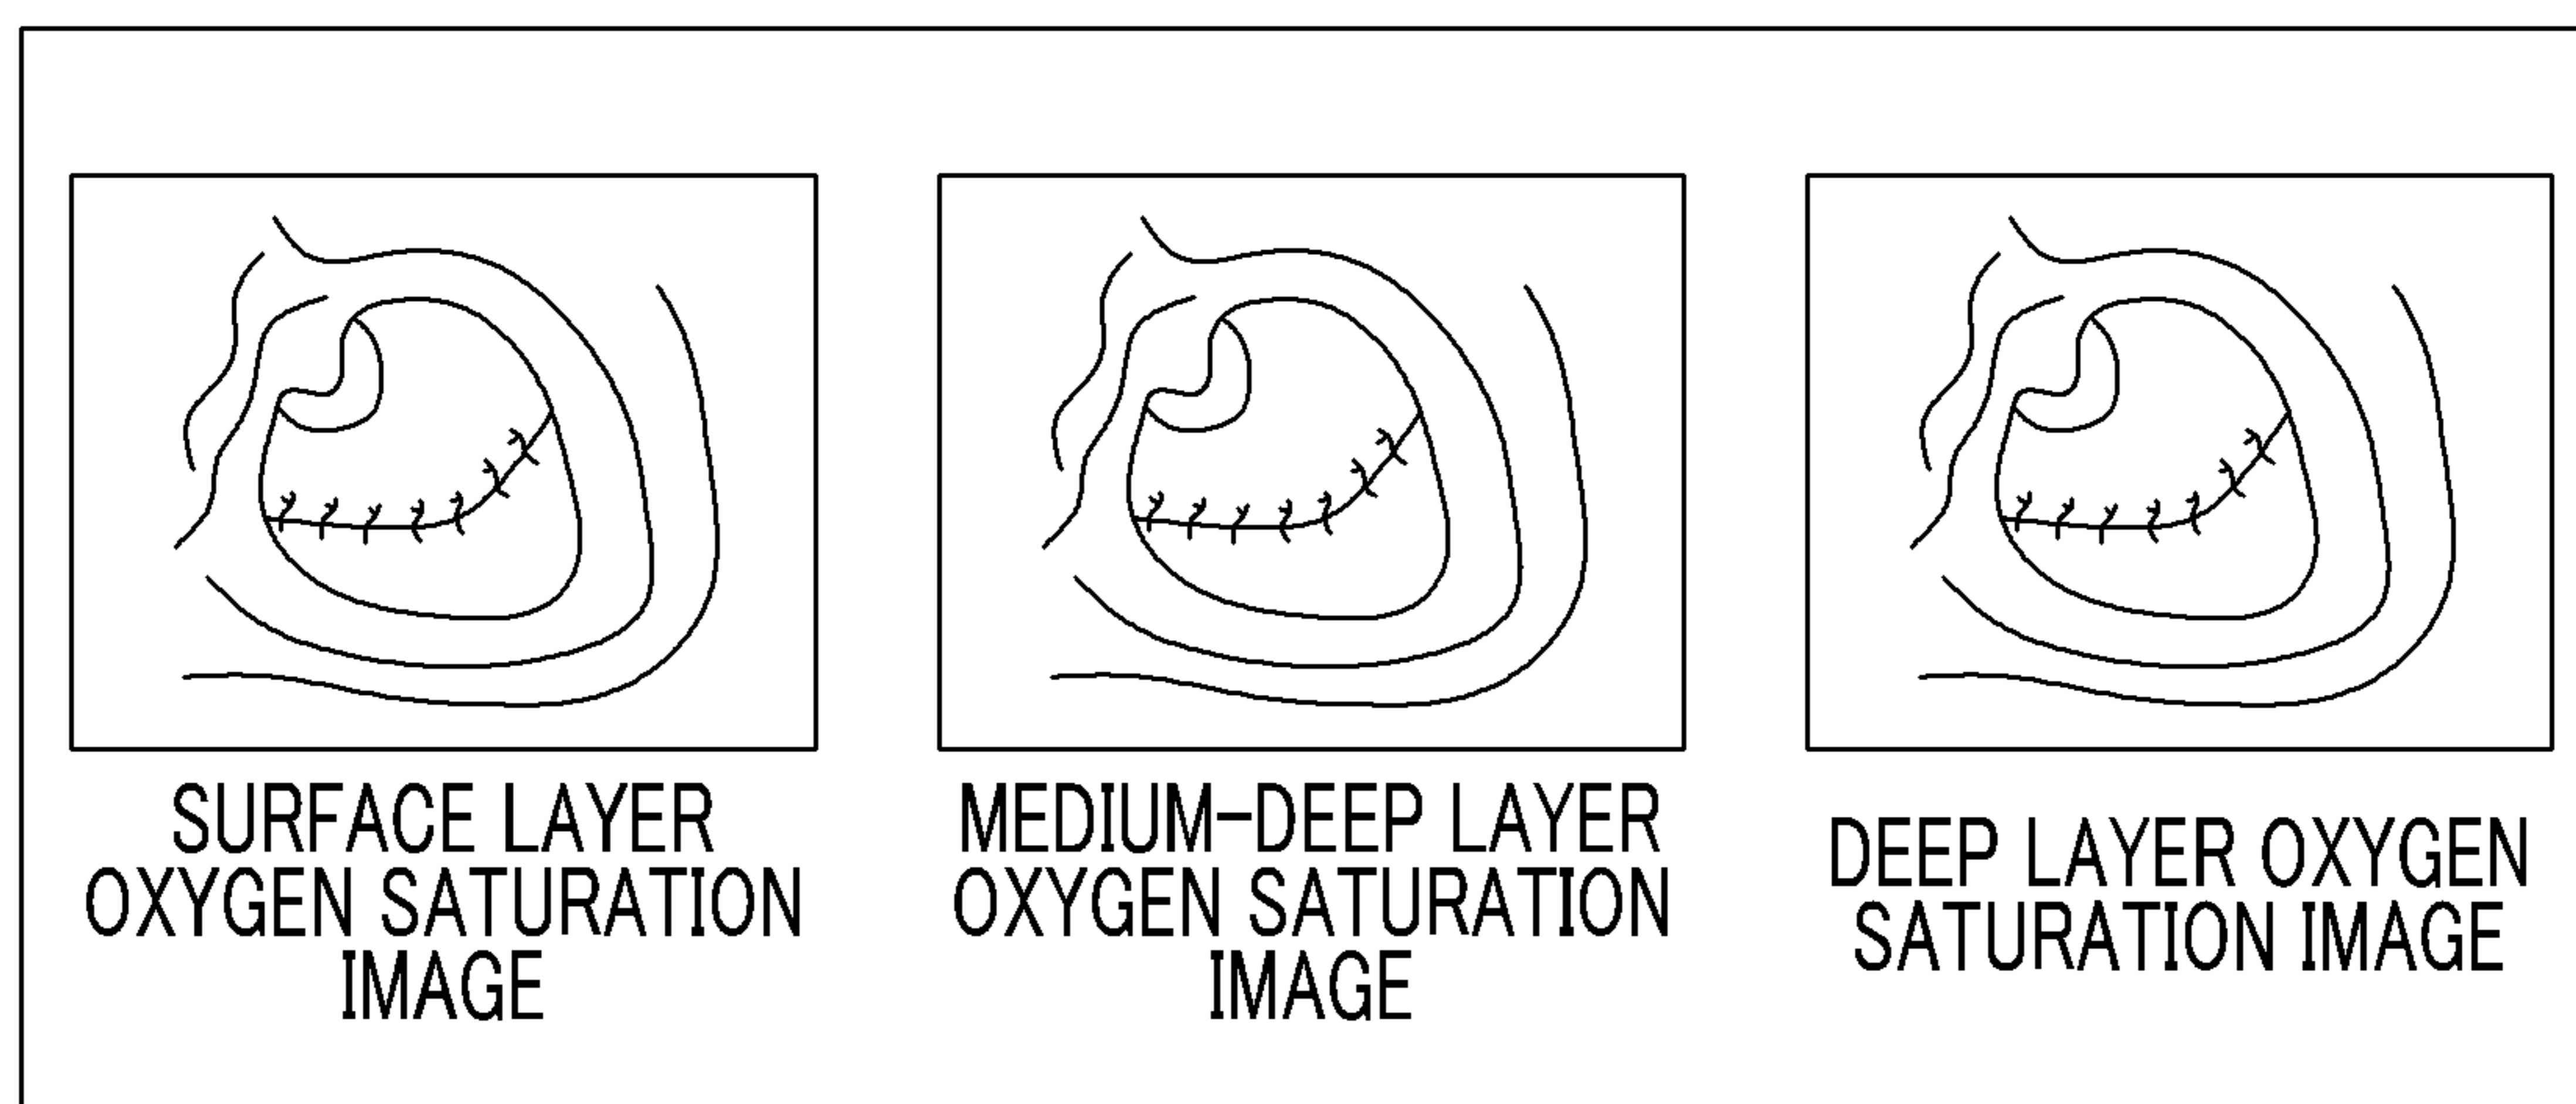 SURFACE LAYER
OXYGEN SATURATION
IMAGE
MEDIUM-DEEP LAYER
OXYGEN SATURATION
IMAGE
DEEP LAYER OXYGEN
SATURATION IMAGE